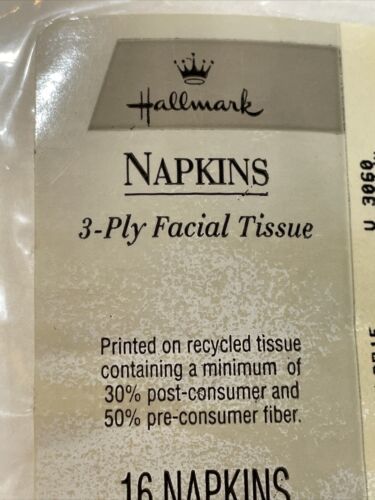 Hallmark
NAPKINS
3-Ply Facial Tissue
Printed on recycled tissue
containing a minimum of
30% post-consumer and
50% pre-consumer fiber.
16 NAPKINS
U 3060